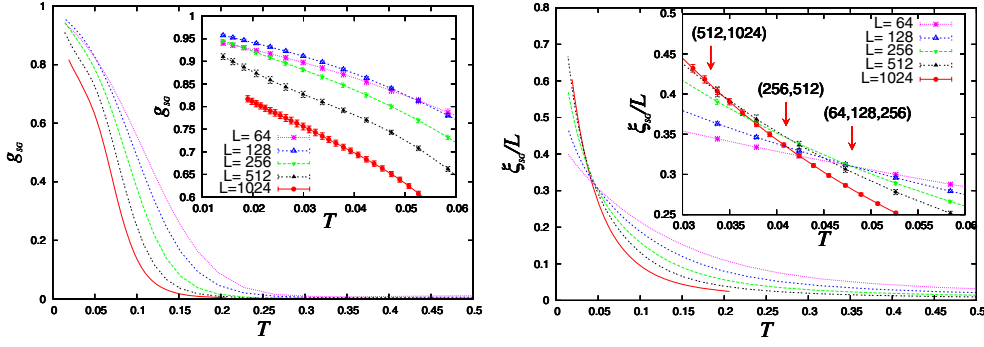 1
0.8
0.6
0.4
0.2
0
g_sg
0 0.05 0.1 0.15 0.2 0.25 0.3 0.35 0.4 0.45 0.5
T
1
0.95
0.9
0.85
0.8
0.75
0.7
0.65
0.6
g_sg
0.01 0.02 0.03 0.04 0.05 0.06
T
L= 64
L= 128
L= 256
L= 512
L=1024
0.8
0.7
0.6
0.5
0.4
0.3
0.2
0.1
0.0
ξ_sg/L
0 0.05 0.1 0.15 0.2 0.25 0.3 0.35 0.4 0.45 0.5
T
0.45
0.4
0.35
0.3
0.25
ξ_sg/L
0.03 0.035 0.04 0.045 0.05 0.055 0.06
T
(512,1024)
(256,512)
(64,128,256)
L= 64
L= 128
L= 256
L= 512
L=1024